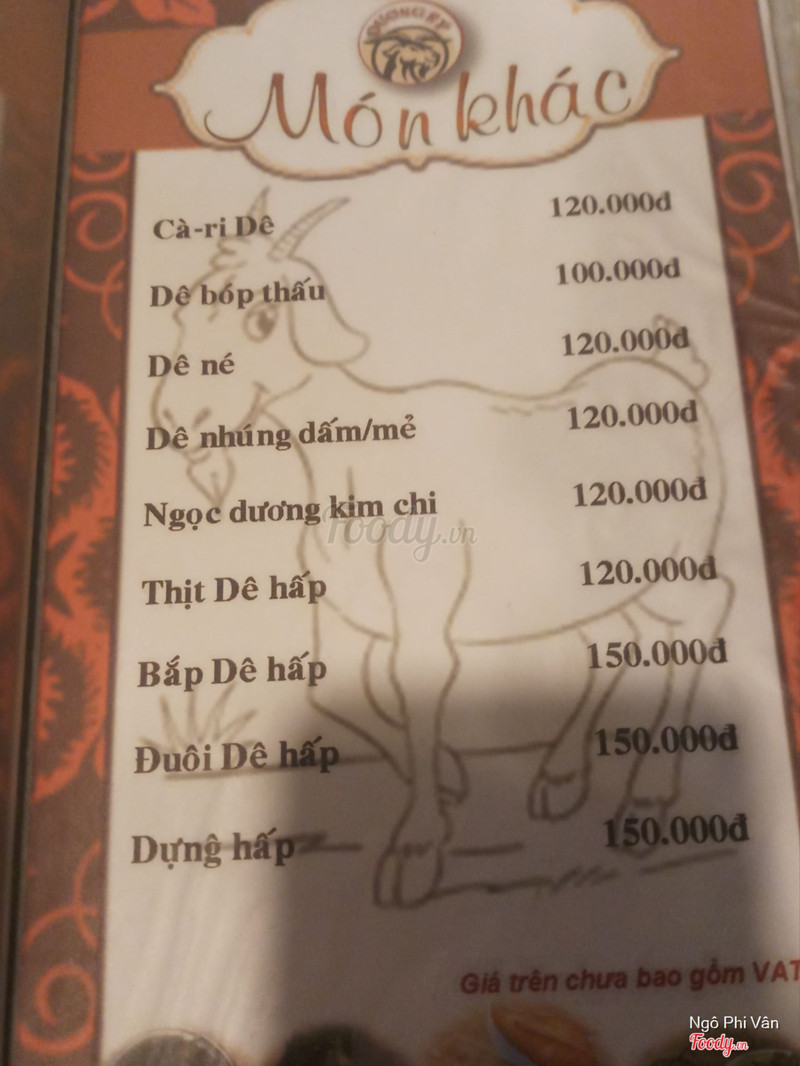 Món khác
Cà-ri Dê 120.000đ
Dê bóp thấu 100.000đ
Dê né 120.000đ
Dê nhúng dấm/mẻ 120.000đ
Ngọc dương kim chi 120.000đ
Thịt Dê hấp 120.000đ
Bắp Dê hấp 150.000đ
Đuôi Dê hấp 150.000đ
Dựng hấp 150.000đ
Giá trên chưa bao gồm VAT
Foody.vn
Ngô Phi Vân
Foody.vn